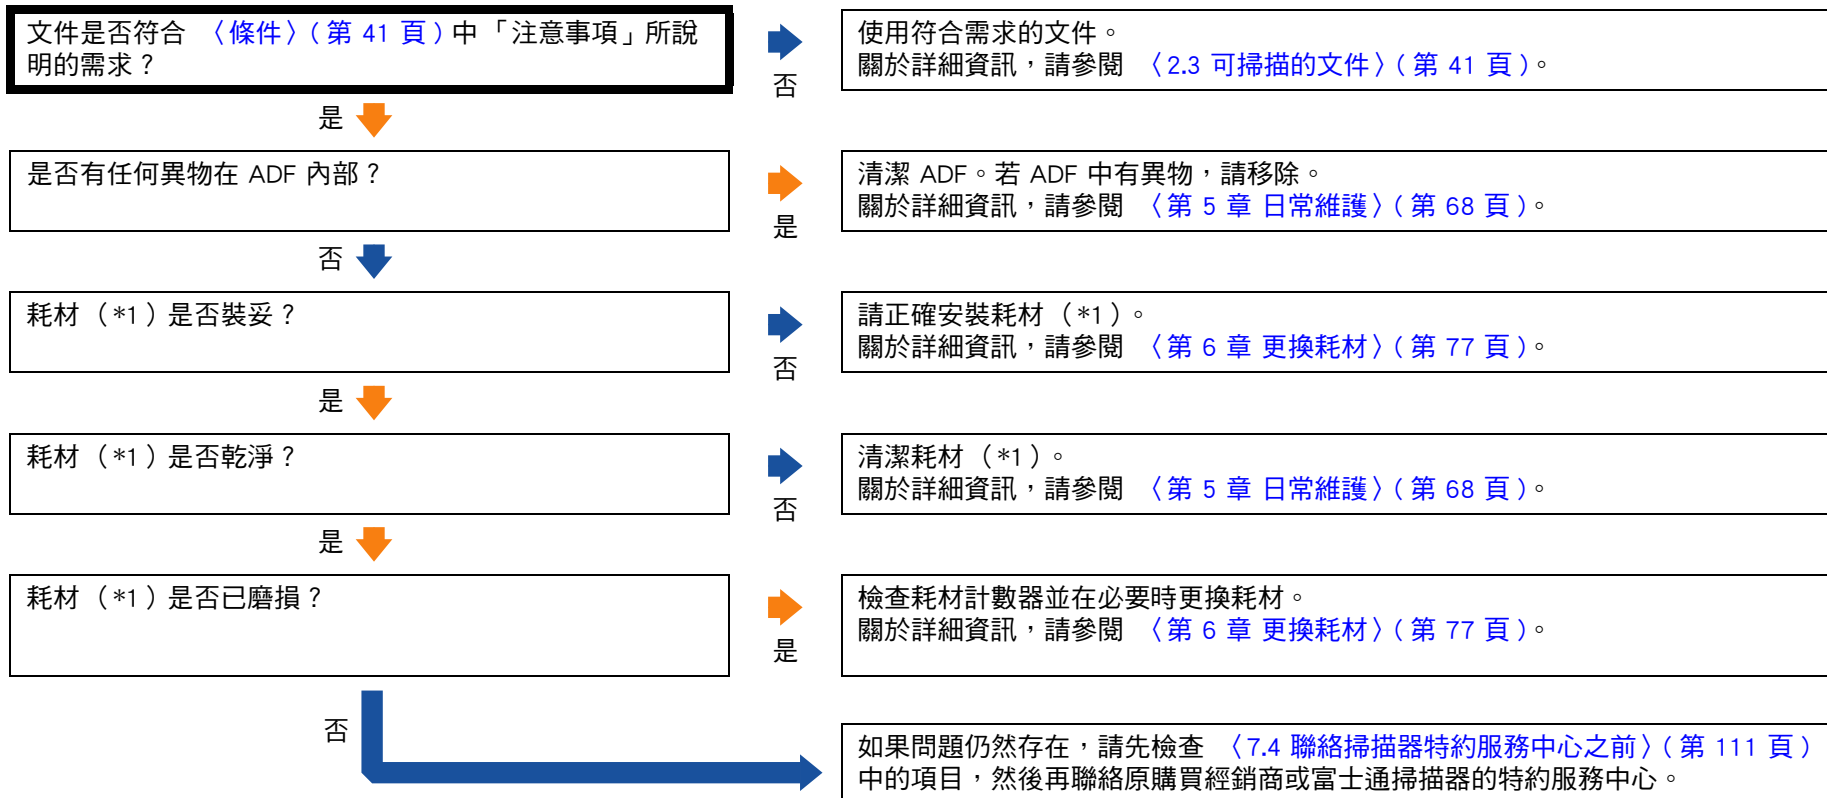 文件是否符合 〈條件〉( 第 41 頁 ) 中「注意事項」所說
明的需求？
否
使用符合需求的文件。
關於詳細資訊，請參閱 〈2.3 可掃描的文件〉( 第 41 頁 )。
是
是否有任何異物在 ADF 內部？
是
清潔 ADF。若 ADF 中有異物，請移除。
關於詳細資訊，請參閱 〈第 5 章 日常維護〉( 第 68 頁 )。
否
耗材（*1）是否裝妥？
否
請正確安裝耗材（*1）。
關於詳細資訊，請參閱 〈第 6 章 更換耗材〉( 第 77 頁 )。
是
耗材（*1）是否乾淨？
否
清潔耗材（*1）。
關於詳細資訊，請參閱 〈第 5 章 日常維護〉( 第 68 頁 )。
是
耗材（*1）是否已磨損？
是
檢查耗材計數器並在必要時更換耗材。
關於詳細資訊，請參閱 〈第 6 章 更換耗材〉( 第 77 頁 )。
否
如果問題仍然存在，請先檢查 〈7.4 聯絡掃描器特約服務中心之前〉( 第 111 頁 )
中的項目，然後再聯絡原購買經銷商或富士通掃描器的特約服務中心。